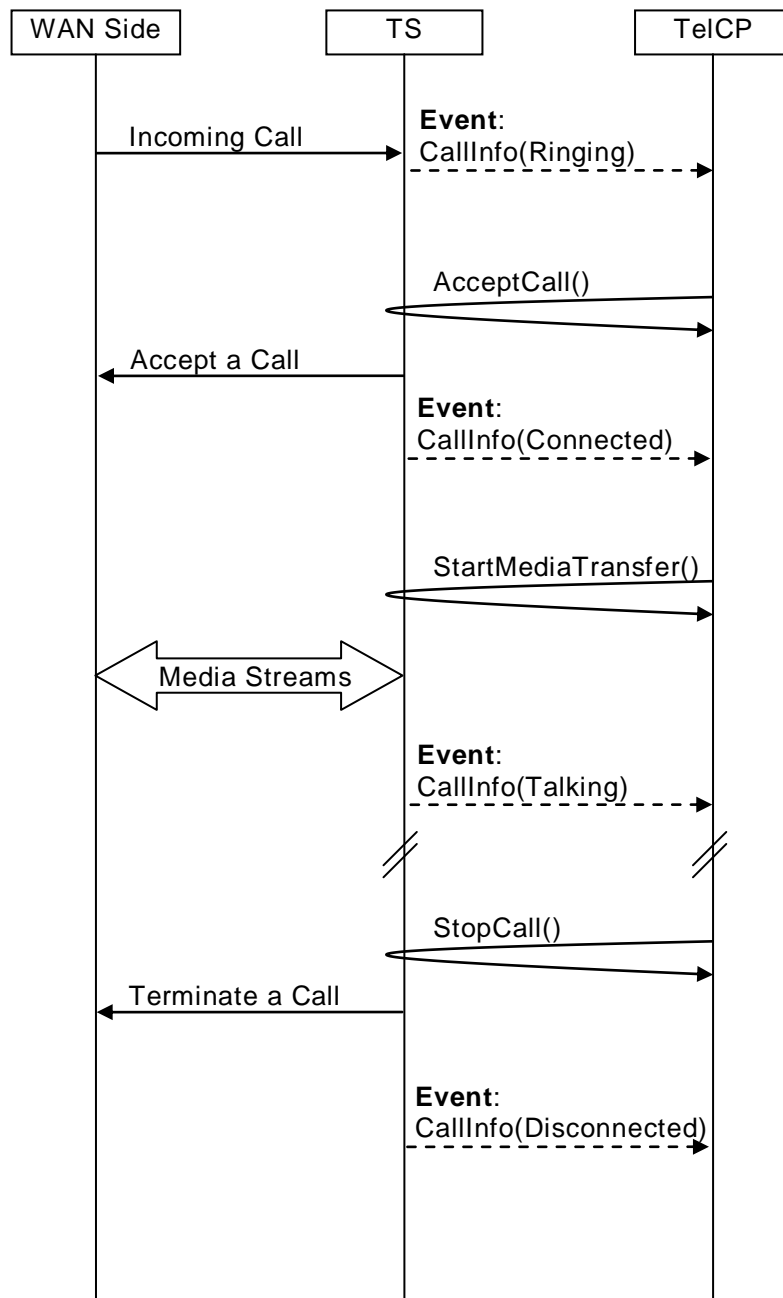 WAN Side
TS
TelCP
Incoming Call
Event:
CallInfo(Ringing)
AcceptCall()
Accept a Call
Event:
CallInfo(Connected)
StartMediaTransfer()
Media Streams
Event:
CallInfo(Talking)
StopCall()
Terminate a Call
Event:
CallInfo(Disconnected)